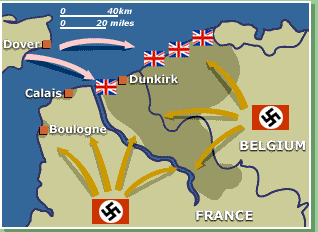 0 40km
0 20 miles
Dover
Dunkirk
Calais
Boulogne
BELGIUM
FRANCE